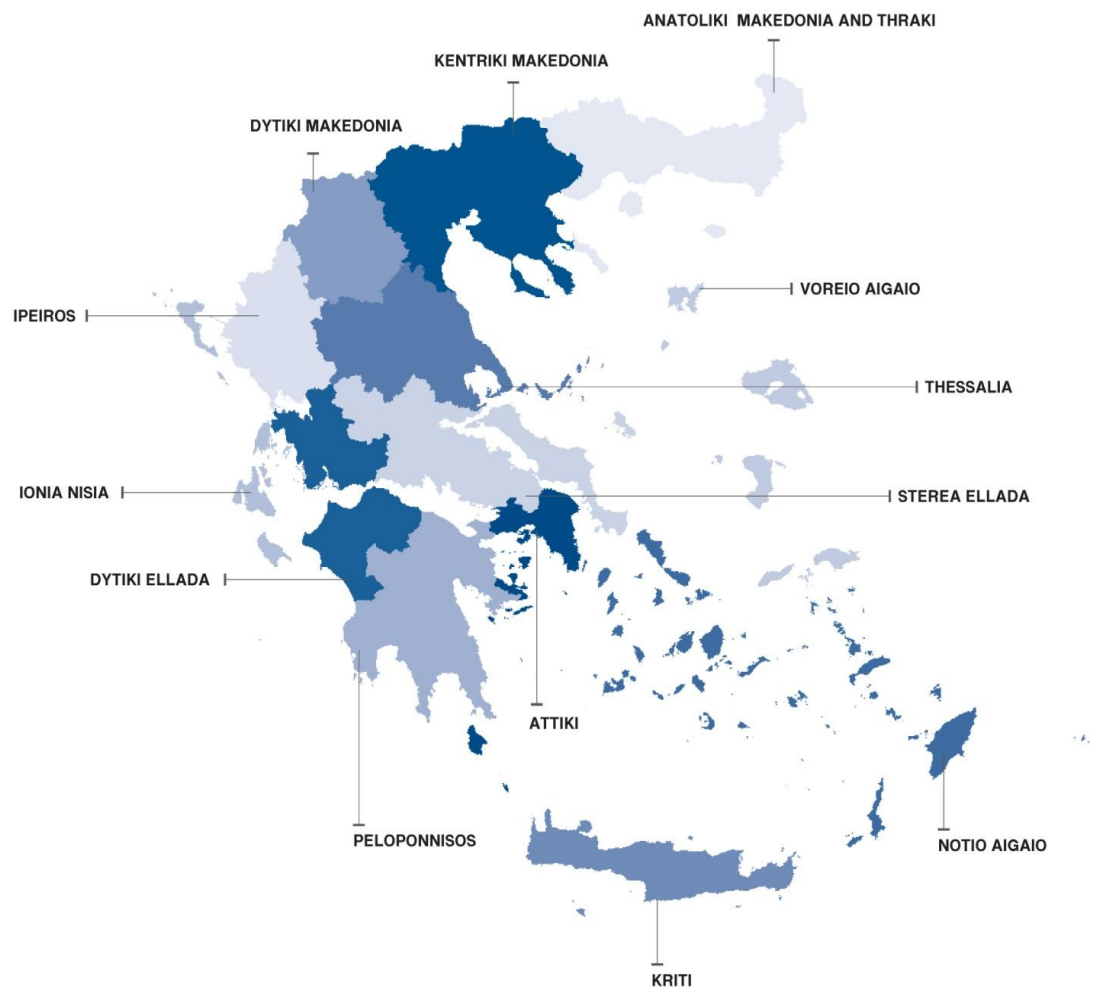 ANATOLIKI MAKEDONIA AND THRAKI
KENTRIKI MAKEDONIA
DYTIKI MAKEDONIA
VOREIO AIGAIO
IPEIROS
THESSALIA
IONIA NISIA
STEREA ELLADA
DYTIKI ELLADA
ATTIKI
PELOPONNISOS
NOTIO AIGAIO
KRITI